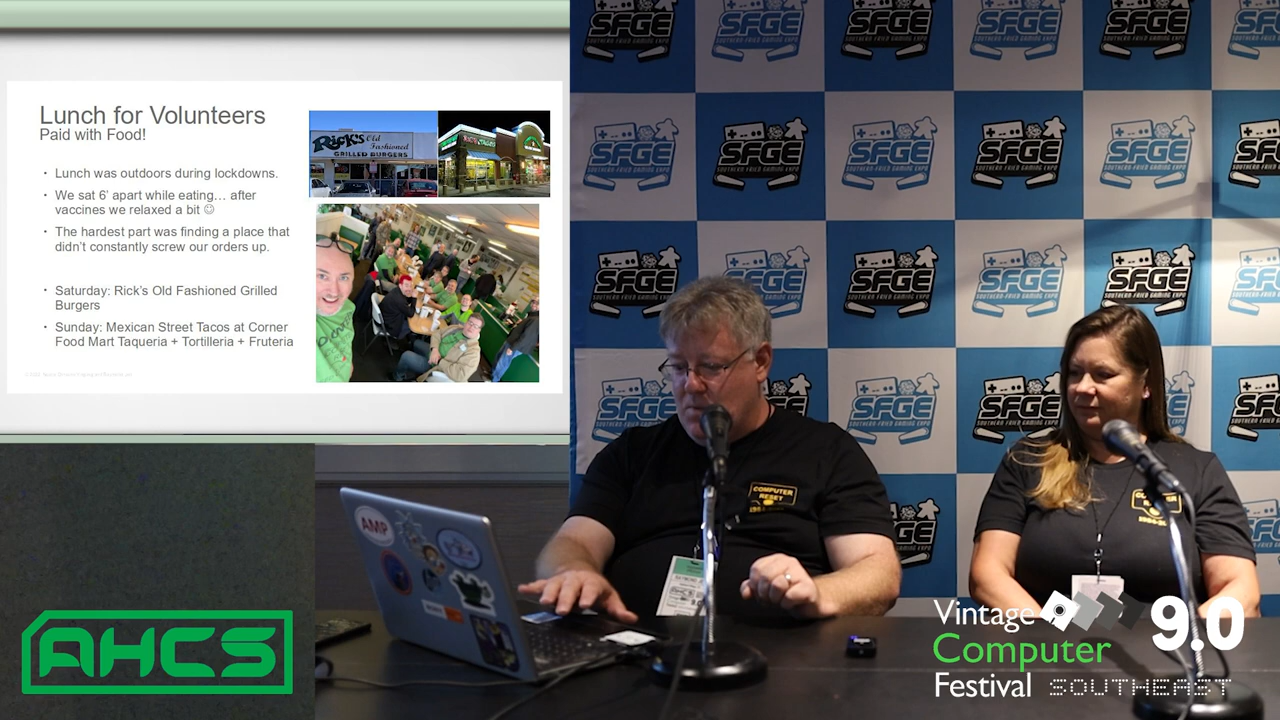 Lunch for Volunteers
Paid with Food!
• Lunch was outdoors during lockdowns.
• We sat 6' apart while eating… after
vaccines we relaxed a bit ☺
• The hardest part was finding a place that
didn't constantly screw our orders up.
• Saturday: Rick's Old Fashioned Grilled
Burgers
• Sunday: Mexican Street Tacos at Corner
Food Mart Taqueria + Tortilleria + Fruteria
RICK'S Old
Fashioned
GRILLED BURGERS
SFGE
SOUTHERN-FRIED GAMING EXPO
COMPUTER
RESET
AMP
AHCS
Vintage
Computer
Festival SOUTHEAST
9.0